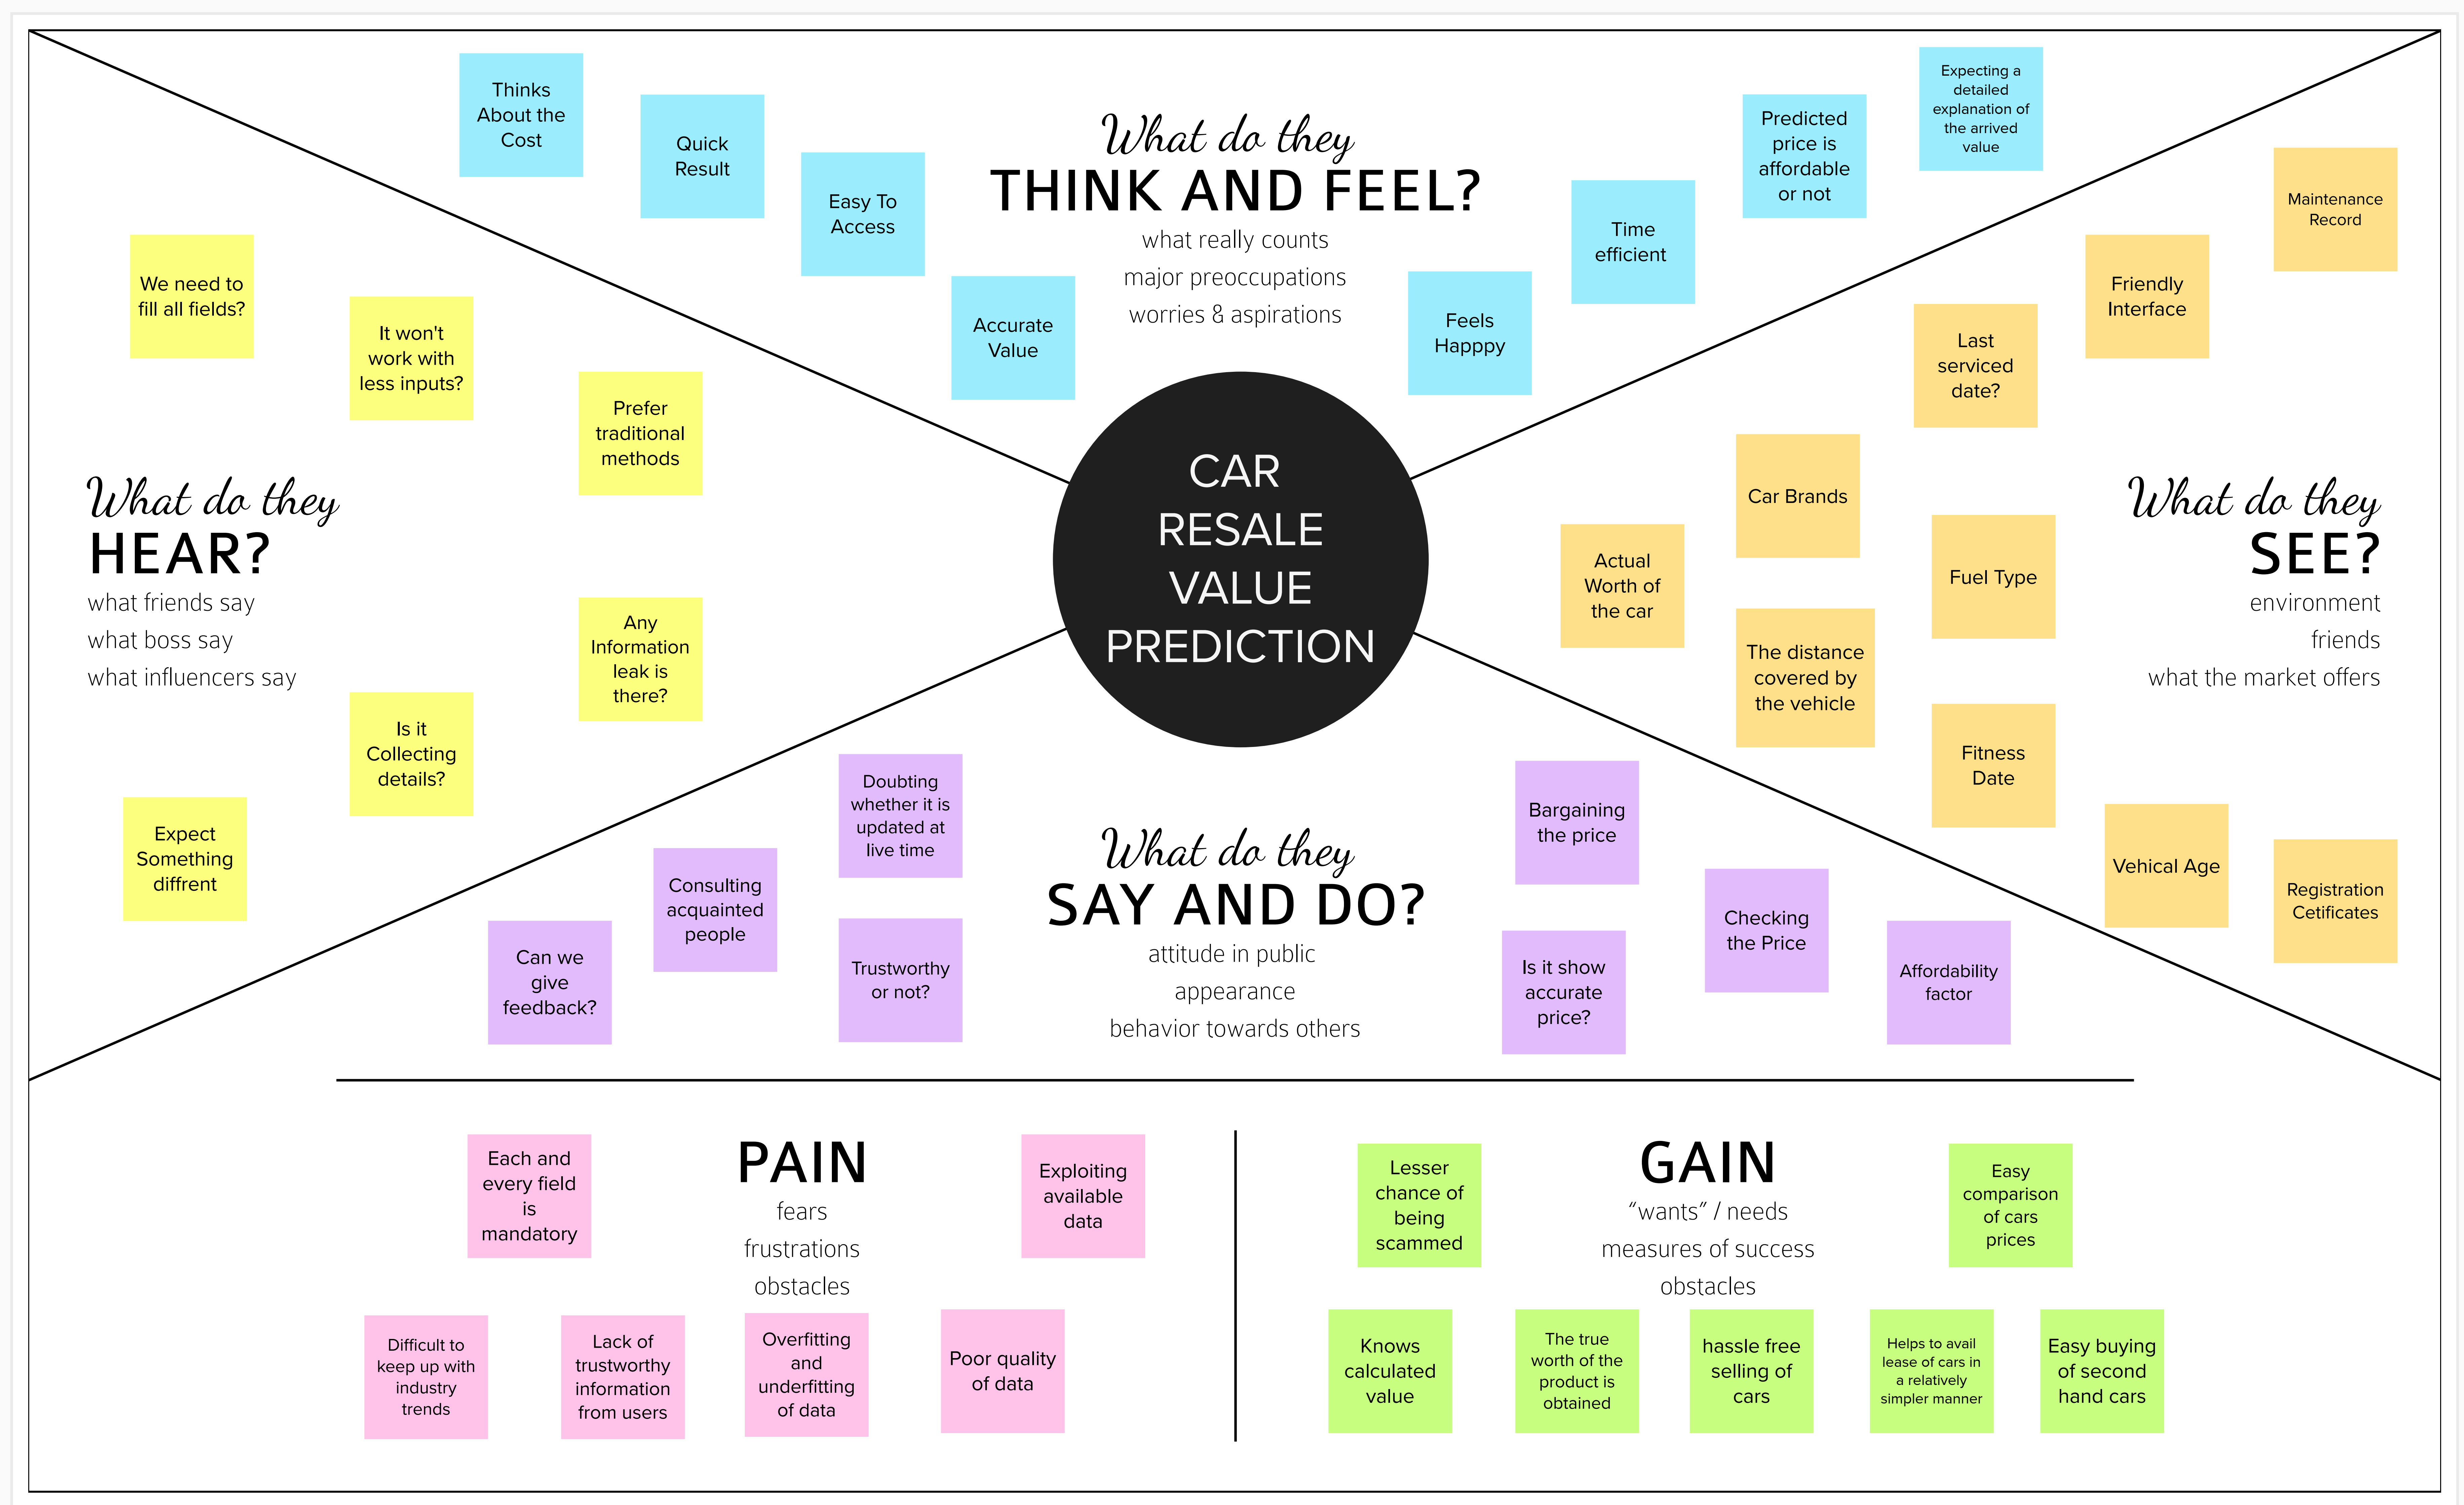 Thinks
About the
Cost
Quick
Result
Easy To
Access
Accurate
Value
What do they
THINK AND FEEL?
what really counts
major preoccupations
worries & aspirations
Feels
Happpy
Time
efficient
Predicted
price is
affordable
or not
Expecting a
detailed
explanation of
the arrived
value
We need to
fill all fields?
It won't
work with
less inputs?
Prefer
traditional
methods
What do they
HEAR?
what friends say
what boss say
what influencers say
Any
Information
leak is
there?
Is it
Collecting
details?
Expect
Something
diffrent
CAR
RESALE
VALUE
PREDICTION
Maintenance
Record
Friendly
Interface
Last
serviced
date?
Car Brands
Actual
Worth of
the car
Fuel Type
The distance
covered by
the vehicle
What do they
SEE?
environment
friends
what the market offers
Fitness
Date
Vehical Age
Registration
Cetificates
Doubting
whether it is
updated at
live time
Consulting
acquainted
people
Can we
give
feedback?
Trustworthy
or not?
What do they
SAY AND DO?
attitude in public
appearance
behavior towards others
Bargaining
the price
Is it show
accurate
price?
Checking
the Price
Affordability
factor
Each and
every field
is
mandatory
PAIN
fears
frustrations
obstacles
Exploiting
available
data
Difficult to
keep up with
industry
trends
Lack of
trustworthy
information
from users
Overfitting
and
underfitting
of data
Poor quality
of data
Lesser
chance of
being
scammed
GAIN
“wants” / needs
measures of success
obstacles
Easy
comparison
of cars
prices
Knows
calculated
value
The true
worth of the
product is
obtained
hassle free
selling of
cars
Helps to avail
lease of cars in
a relatively
simpler manner
Easy buying
of second
hand cars